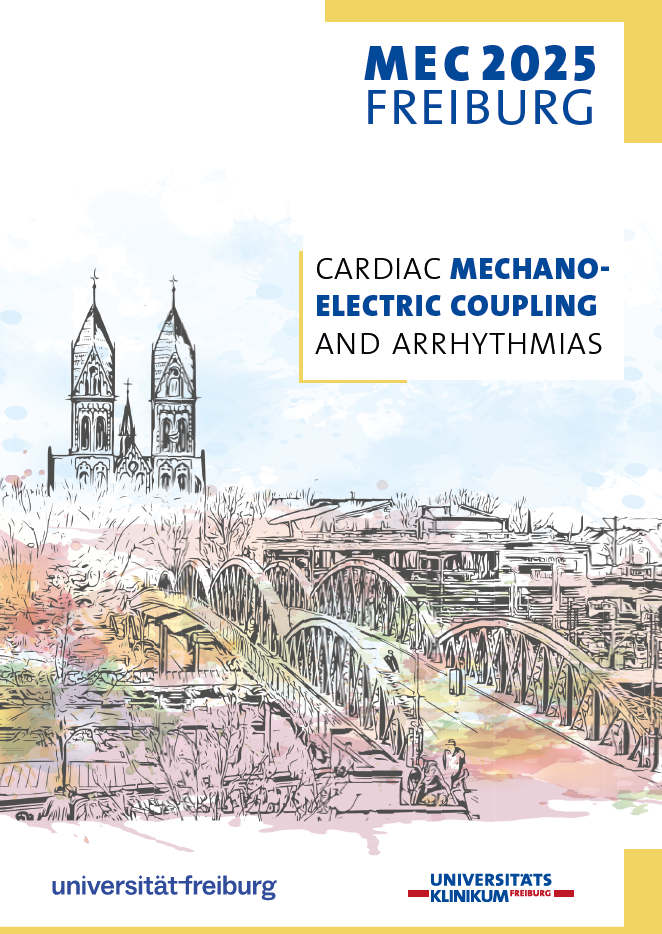 MEC 2025
FREIBURG
CARDIAC MECHANO-
ELECTRIC COUPLING
AND ARRHYTHMIAS
universität freiburg
UNIVERSITÄTS
KLINIKUM FREIBURG